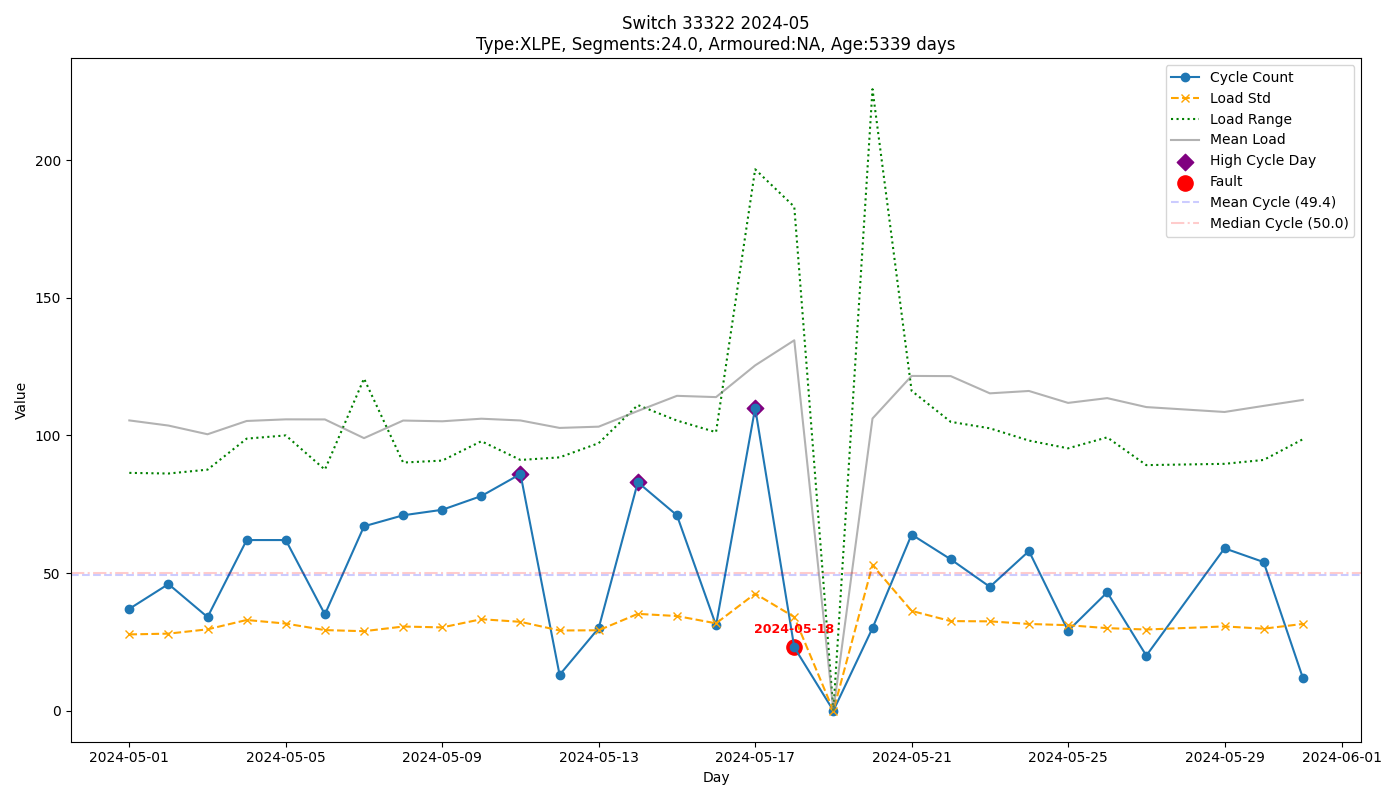 Switch 33322 2024-05
Type:XLPE, Segments:24.0, Armoured:NA, Age:5339 days
Cycle Count
Load Std
Load Range
Mean Load
High Cycle Day
Fault
Mean Cycle (49.4)
Median Cycle (50.0)
Value
200
150
100
50
0
2024-05-18
2024-05-01
2024-05-05
2024-05-09
2024-05-13
2024-05-17
2024-05-21
2024-05-25
2024-05-29
2024-06-01
Day